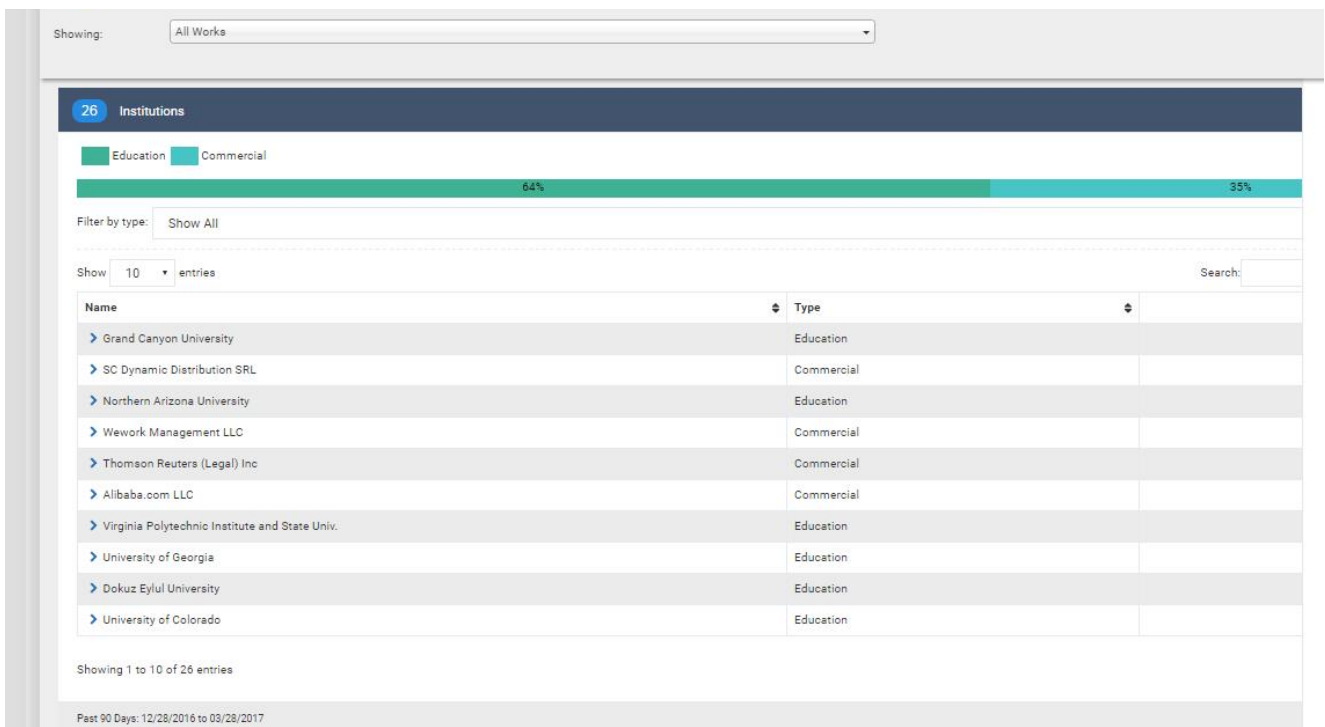 Showing: All Works
26 Institutions
Education Commercial
64% 35%
Filter by type: Show All
Show 10 entries Search:
Name Type
Grand Canyon University Education
SC Dynamic Distribution SRL Commercial
Northern Arizona University Education
Wework Management LLC Commercial
Thomson Reuters (Legal) Inc Commercial
Alibaba.com LLC Commercial
Virginia Polytechnic Institute and State Univ. Education
University of Georgia Education
Dokuz Eylul University Education
University of Colorado Education
Showing 1 to 10 of 26 entries
Past 90 Days: 12/28/2016 to 03/28/2017